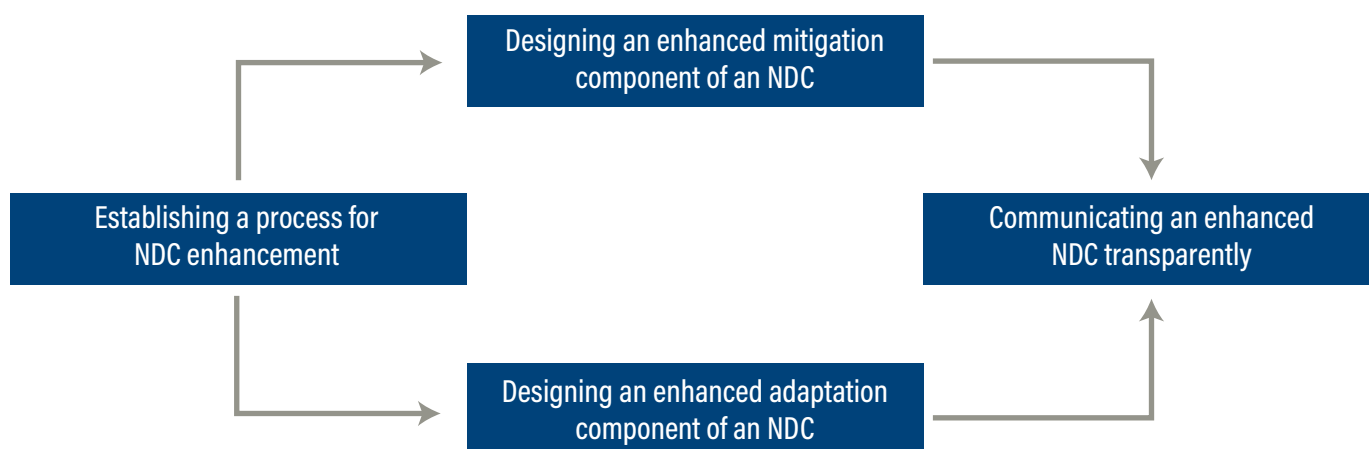 Designing an enhanced mitigation
component of an NDC
Establishing a process for
NDC enhancement
Communicating an enhanced
NDC transparently
Designing an enhanced adaptation
component of an NDC